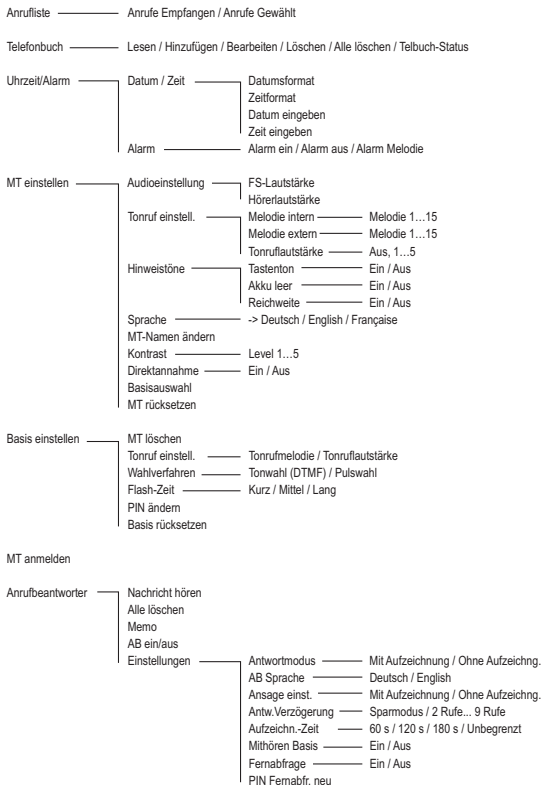 Anrufliste Anrufe Empfangen / Anrufe Gewählt
Telefonbuch Lesen / Hinzufügen / Bearbeiten / Löschen / Alle löschen / Telbuch-Status
Uhrzeit/Alarm Datum / Zeit Datumsformat
Zeitformat
Datum eingeben
Zeit eingeben
Alarm Alarm ein / Alarm aus / Alarm Melodie
MT einstellen Audioeinstellung FS-Lautstärke
Hörerlautstärke
Tonruf einstell. Melodie intern Melodie 1…15
Melodie extern Melodie 1…15
Tonruflautstärke Aus, 1…5
Hinweistöne Tastenton Ein / Aus
Akku leer Ein / Aus
Reichweite Ein / Aus
Sprache -> Deutsch / English / Française
MT-Namen ändern
Kontrast Level 1…5
Direktannahme Ein / Aus
Basisauswahl
MT rücksetzen
Basis einstellen MT löschen
Tonruf einstell. Tonrufmelodie / Tonruflautstärke
Wahlverfahren Tonwahl (DTMF) / Pulswahl
Flash-Zeit Kurz / Mittel / Lang
PIN ändern
Basis rücksetzen
MT anmelden
Anrufbeantworter Nachricht hören
Alle löschen
Memo
AB ein/aus
Einstellungen Antwortmodus Mit Aufzeichnung / Ohne Aufzeichng.
AB Sprache Deutsch / English
Ansage einst. Mit Aufzeichnung / Ohne Aufzeichng.
Antw.Verzögerung Sparmodus / 2 Rufe... 9 Rufe
Aufzeichn.-Zeit 60 s / 120 s / 180 s / Unbegrenzt
Mithören Basis Ein / Aus
Fernabfrage Ein / Aus
PIN Fernabfr. neu